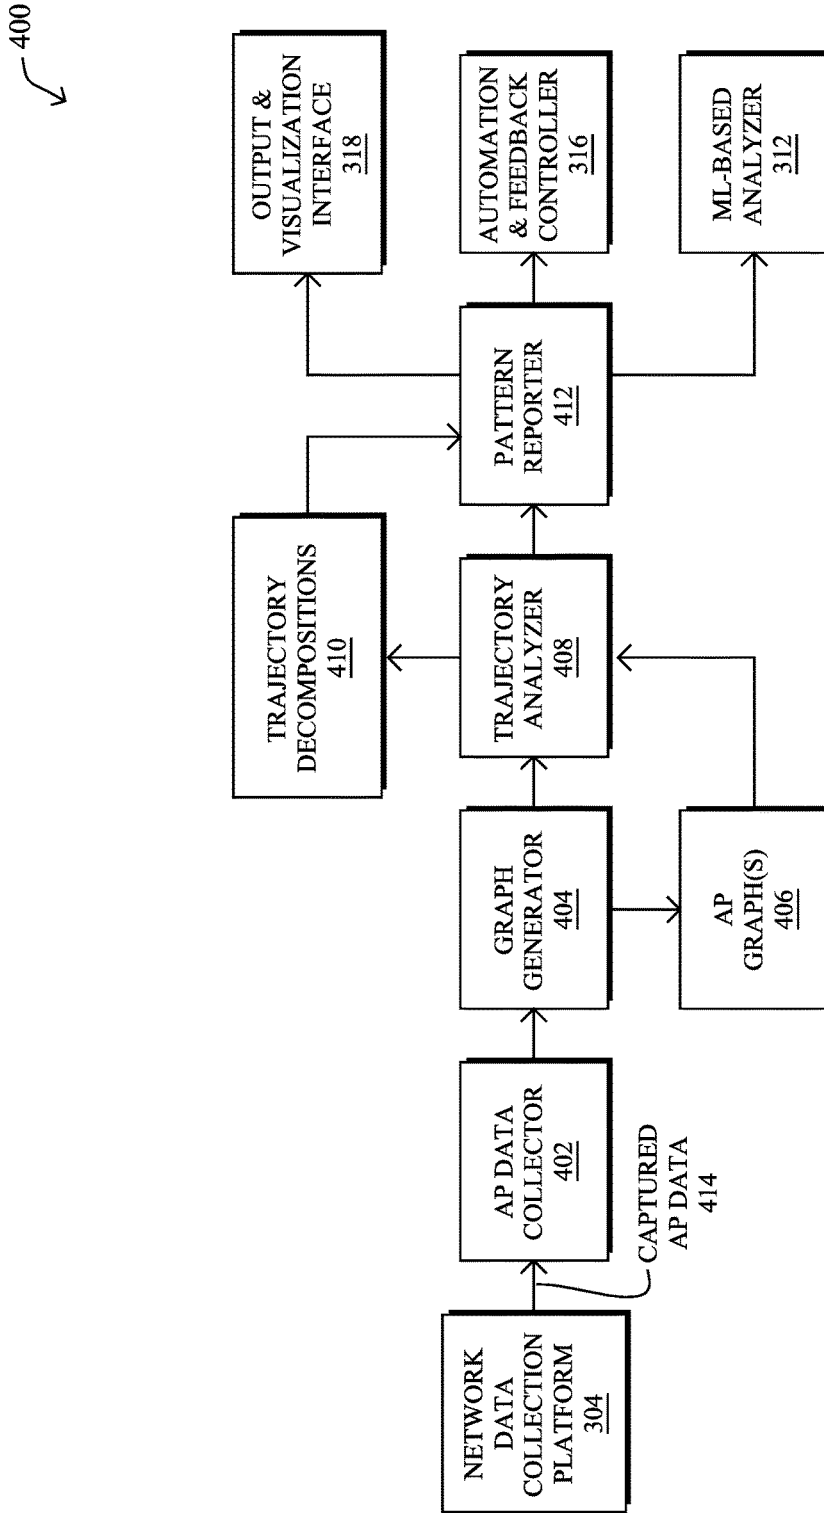 400
NETWORK
DATA
COLLECTION
PLATFORM
304
CAPTURED
AP DATA
414
AP DATA
COLLECTOR
402
GRAPH
GENERATOR
404
AP
GRAPH(S)
406
TRAJECTORY
ANALYZER
408
TRAJECTORY
DECOMPOSITIONS
410
PATTERN
REPORTER
412
OUTPUT &
VISUALIZATION
INTERFACE
318
AUTOMATION
& FEEDBACK
CONTROLLER
316
ML-BASED
ANALYZER
312